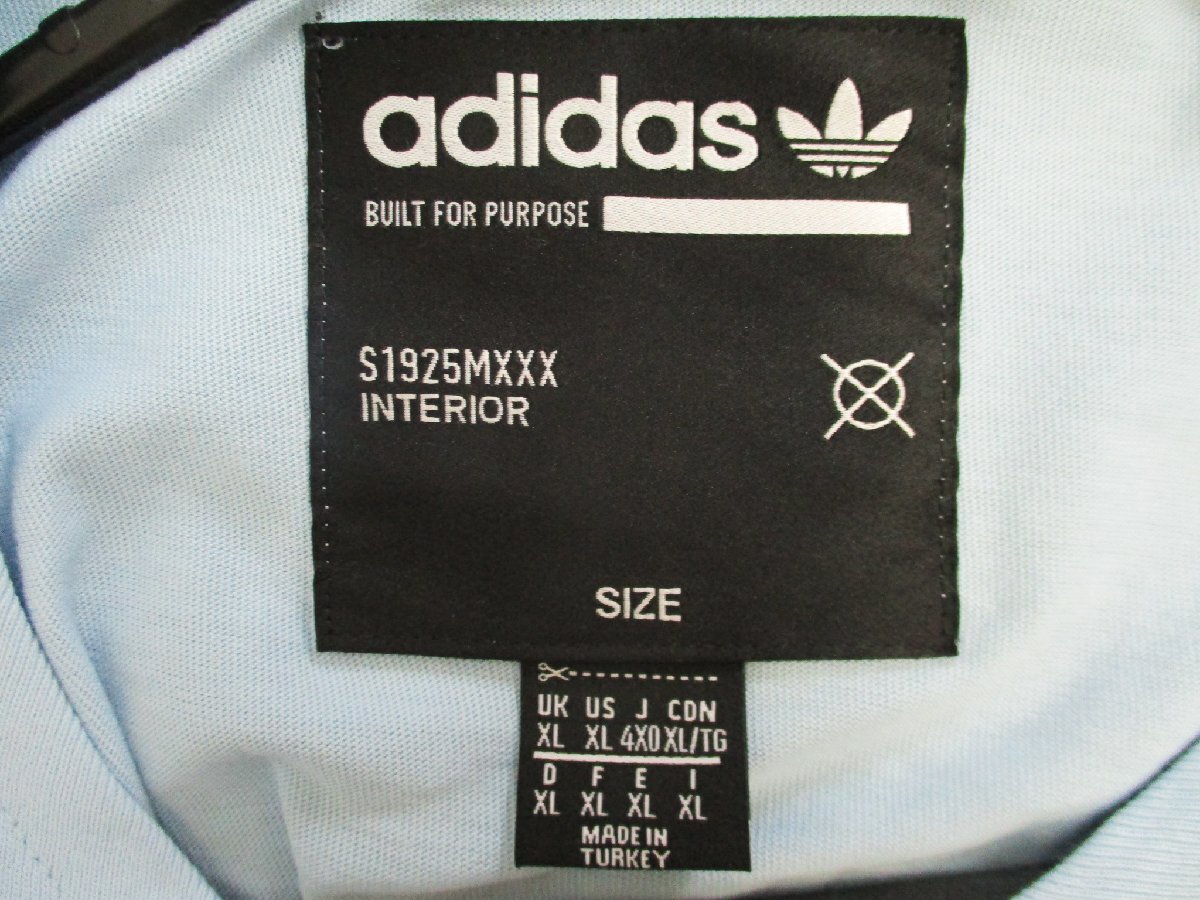 adidas
BUILT FOR PURPOSE
S1925MXXX
INTERIOR
SIZE
UK US J CDN
XL XL 4XO XL/TG
D F E I
XL XL XL XL
MADE IN
TURKEY